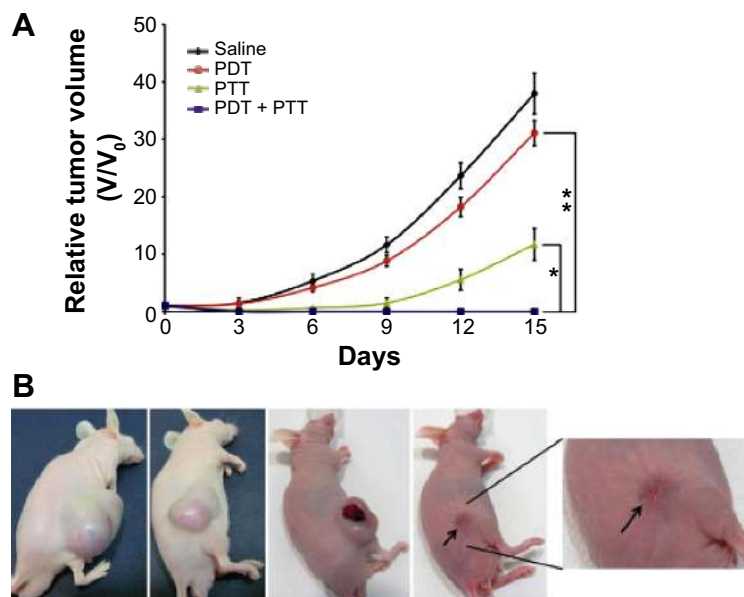 A
Relative tumor volume
(V/V0)
50
40
30
20
10
0
Saline
PDT
PTT
PDT + PTT
**
*
0 3 6 9 12 15
Days
B